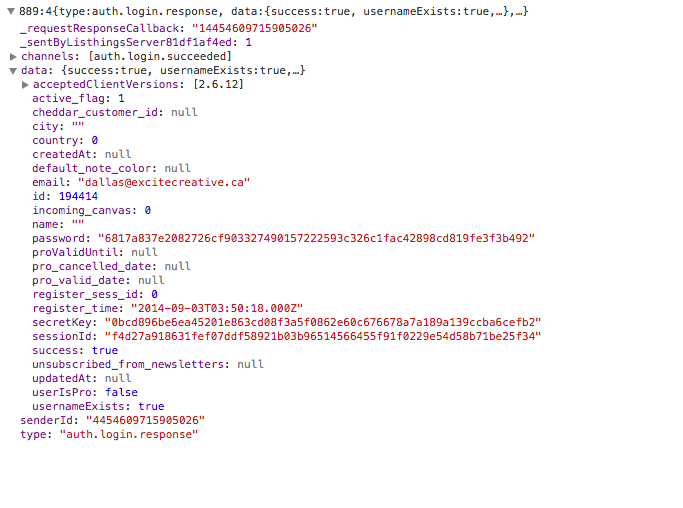 889:4{type:auth.login.response, data:{success:true, usernameExists:true,…},…}
_requestResponseCallback: "14454609715905026"
_sentByListhingsServer81df1af4ed: 1
channels: [auth.login.succeeded]
data: {success:true, usernameExists:true,…}
acceptedClientVersions: [2.6.12]
active_flag: 1
cheddar_customer_id: null
city: ""
country: 0
createdAt: null
default_note_color: null
email: "dallas@excitecreative.ca"
id: 194414
incoming_canvas: 0
name: ""
password: "6817a837e2082726cf903327490157222593c326c1fac42898cd819fe3f3b492"
proValidUntil: null
pro_cancelled_date: null
pro_valid_date: null
register_sess_id: 0
register_time: "2014-09-03T03:50:18.000Z"
secretKey: "0bcd896be6ea45201e863cd08f3a5f0862e60c676678a7a189a139ccba6cefb2"
sessionId: "f4d27a918631fef07ddf58921b03b96514566455f91f0229e54d58b71be25f34"
success: true
unsubscribed_from_newsletters: null
updatedAt: null
userIsPro: false
usernameExists: true
senderId: "4454609715905026"
type: "auth.login.response"